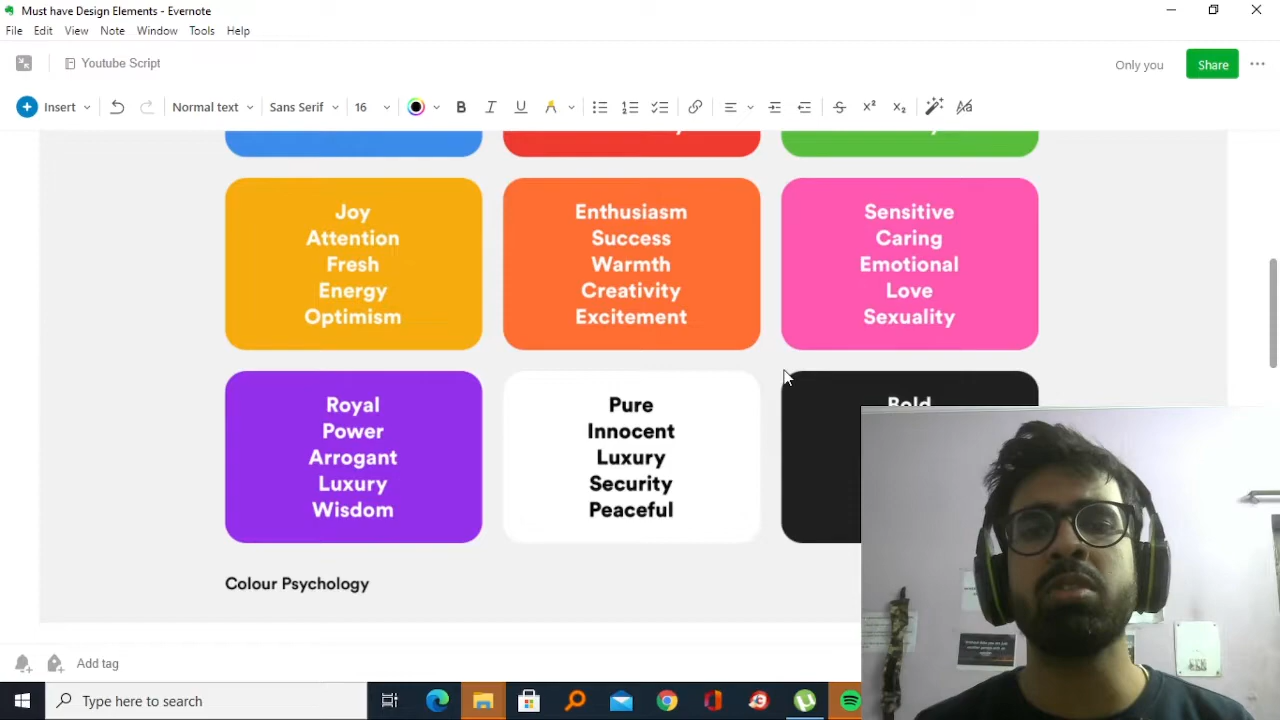 Must have Design Elements - Evernote
File Edit View Note Window Tools Help
Youtube Script
Only you
Share
Insert
Normal text
Sans Serif
16
Joy
Attention
Fresh
Energy
Optimism
Enthusiasm
Success
Warmth
Creativity
Excitement
Sensitive
Caring
Emotional
Love
Sexuality
Royal
Power
Arrogant
Luxury
Wisdom
Pure
Innocent
Luxury
Security
Peaceful
Bold
Colour Psychology
Add tag
Type here to search